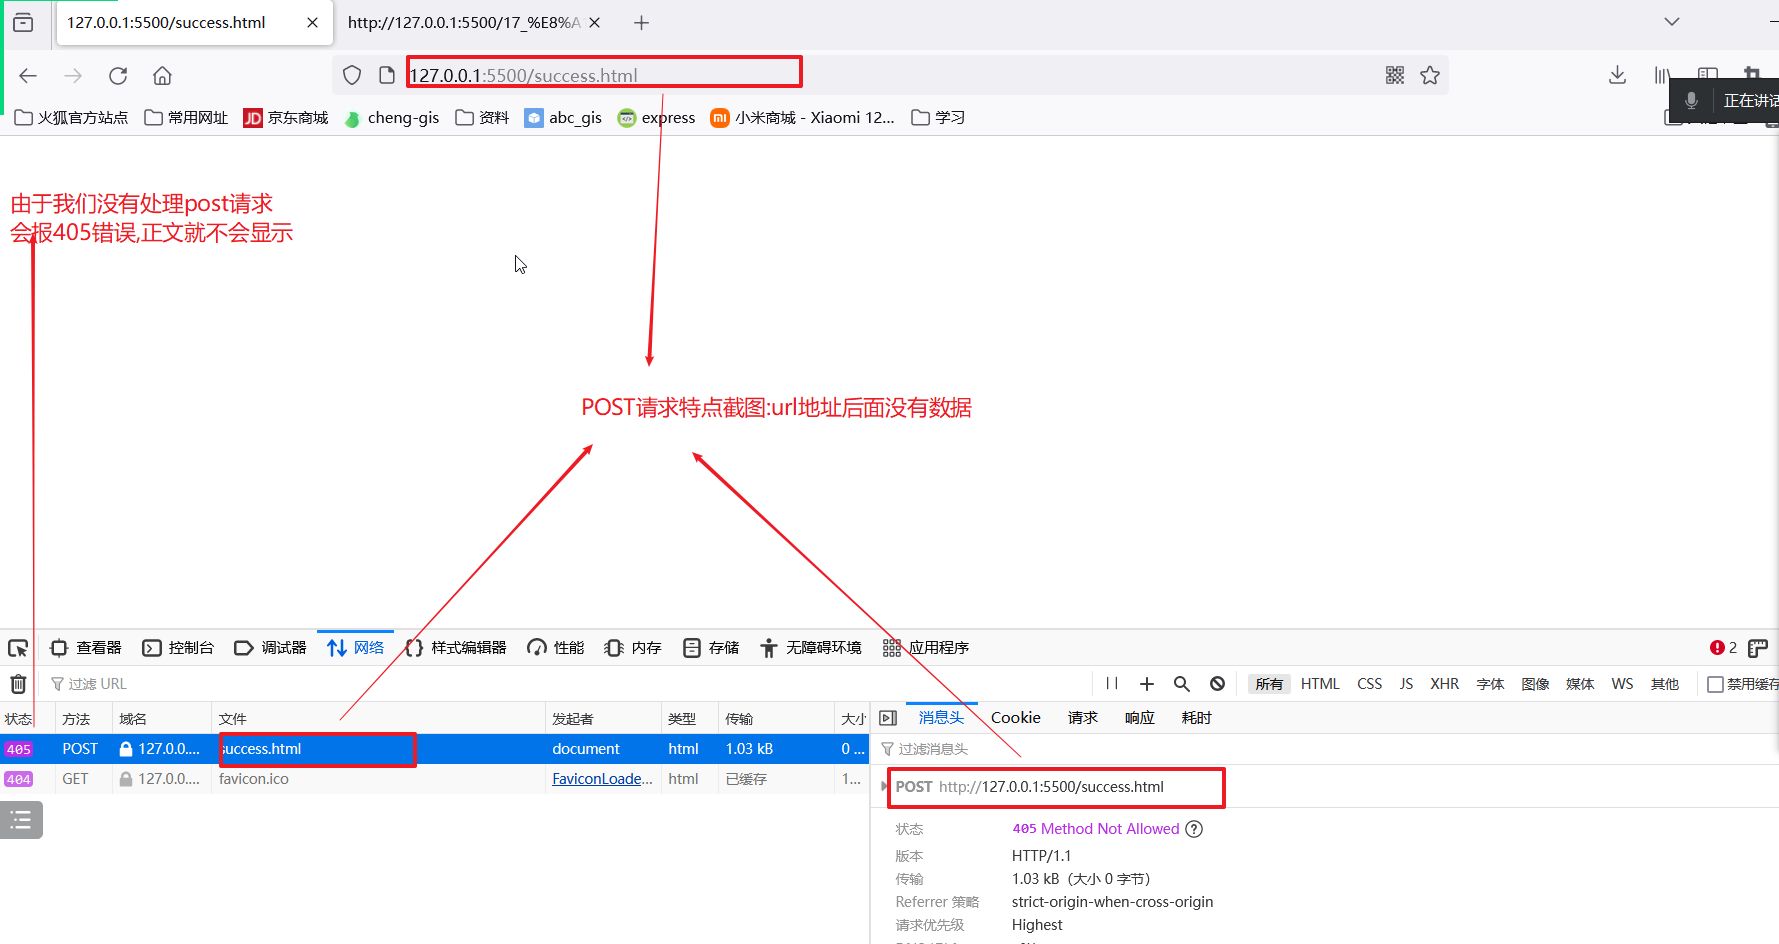 127.0.0.1:5500/success.html
http://127.0.0.1:5500/17_%E8%A
127.0.0.1:5500/success.html
正在讲话
火狐官方站点 常用网址 京东商城 cheng-gis 资料 abc_gis express 小米商城 - Xiaomi 12... 学习
由于我们没有处理post请求
会报405错误,正文就不会显示
POST请求特点截图:url地址后面没有数据
查看器 控制台 调试器 网络 样式编辑器 性能 内存 存储 无障碍环境 应用程序 2
过滤 URL 所有 HTML CSS JS XHR 字体 图像 媒体 WS 其他 禁用缓存
状态 方法 域名 文件 发起者 类型 传输 大小
405 POST 127.0.0.... success.html document html 1.03 kB 0 ...
404 GET 127.0.0.... favicon.ico FaviconLoade... html 已缓存 1...
消息头 Cookie 请求 响应 耗时
过滤消息头
POST http://127.0.0.1:5500/success.html
状态 405 Method Not Allowed
版本 HTTP/1.1
传输 1.03 kB（大小 0 字节）
Referrer 策略 strict-origin-when-cross-origin
请求优先级 Highest